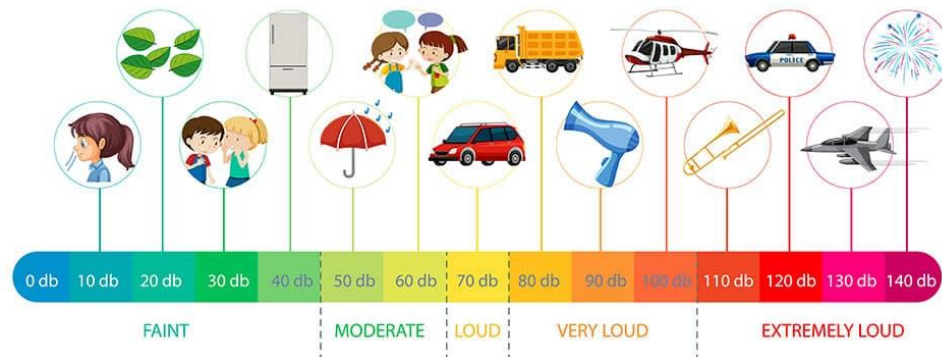 POLICE
0 db 10 db 20 db 30 db 40 db 50 db 60 db 70 db 80 db 90 db 100 db 110 db 120 db 130 db 140 db
FAINT MODERATE LOUD VERY LOUD EXTREMELY LOUD